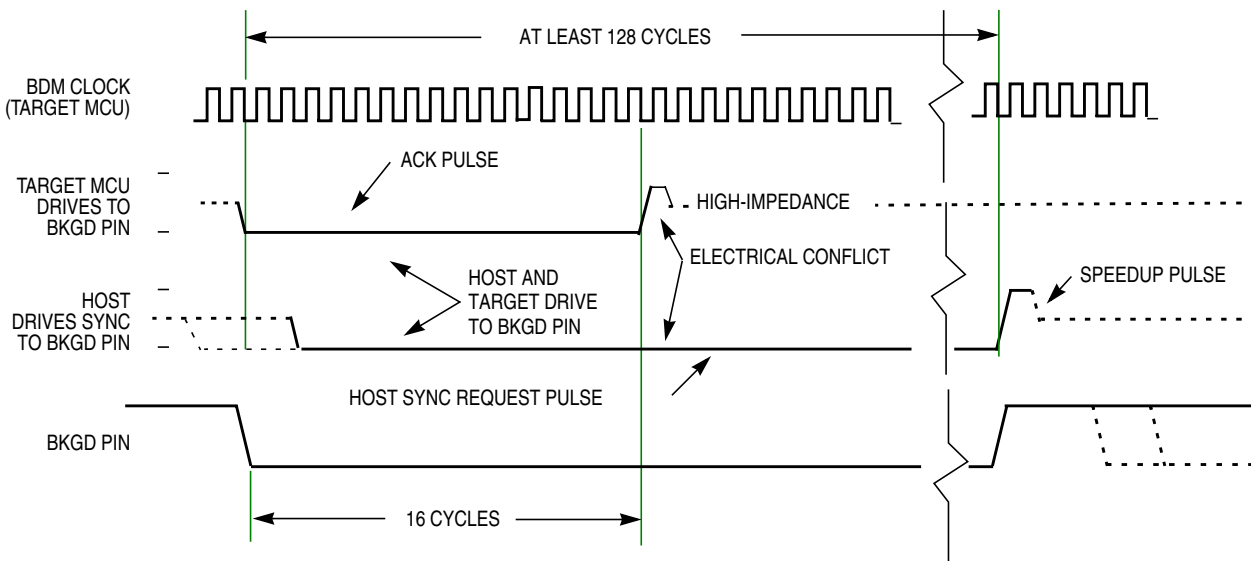 AT LEAST 128 CYCLES
BDM CLOCK
(TARGET MCU)
ACK PULSE
TARGET MCU
DRIVES TO
BKGD PIN
HIGH-IMPEDANCE
ELECTRICAL CONFLICT
HOST AND
TARGET DRIVE
TO BKGD PIN
SPEEDUP PULSE
HOST
DRIVES SYNC
TO BKGD PIN
HOST SYNC REQUEST PULSE
BKGD PIN
16 CYCLES